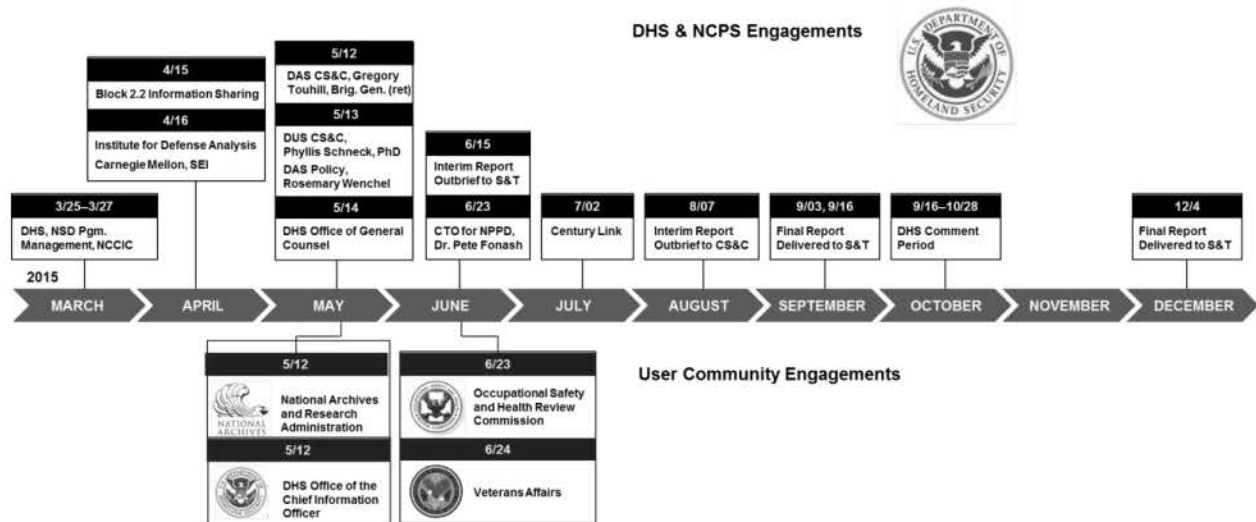 DHS & NCPS Engagements
U.S. DEPARTMENT OF
HOMELAND SECURITY
4/15
Block 2.2 Information Sharing
4/16
Institute for Defense Analysis
Carnegie Mellon, SEI
5/12
DAS CS&C, Gregory
Touhill, Brig. Gen. (ret)
5/13
DUS CS&C,
Phyllis Schneck, PhD
DAS Policy,
Rosemary Wenchel
5/14
DHS Office of General
Counsel
6/15
Interim Report
Outbrief to S&T
6/23
CTO for NPPD,
Dr. Pete Fonash
3/25–3/27
DHS, NSD Pgm.
Management, NCCIC
7/02
Century Link
8/07
Interim Report
Outbrief to CS&C
9/03, 9/16
Final Report
Delivered to S&T
9/16–10/28
DHS Comment
Period
12/4
Final Report
Delivered to S&T
2015
MARCH
APRIL
MAY
JUNE
JULY
AUGUST
SEPTEMBER
OCTOBER
NOVEMBER
DECEMBER
User Community Engagements
5/12
NATIONAL
ARCHIVES
National Archives
and Research
Administration
5/12
DHS Office of the
Chief Information
Officer
6/23
Occupational Safety
and Health Review
Commission
6/24
Veterans Affairs